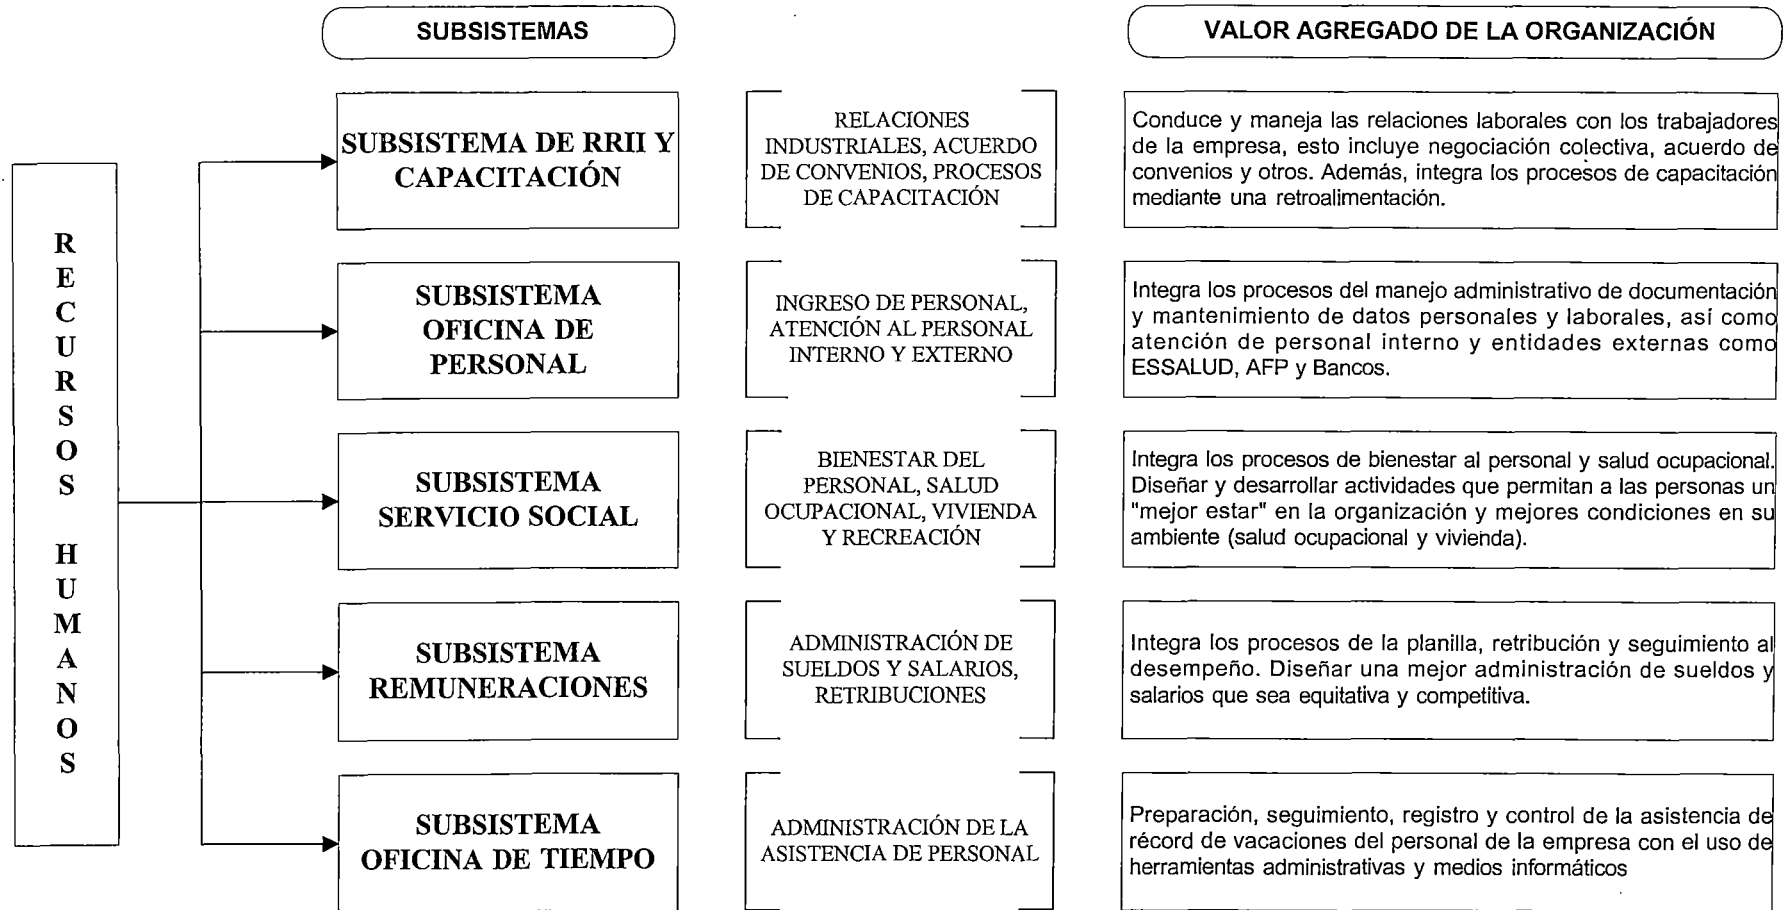 SUBSISTEMAS
VALOR AGREGADO DE LA ORGANIZACIÓN
RECURSOS HUMANOS
SUBSISTEMA DE RRII Y
CAPACITACIÓN
RELACIONES
INDUSTRIALES, ACUERDO
DE CONVENIOS, PROCESOS
DE CAPACITACIÓN
Conduce y maneja las relaciones laborales con los trabajadores
de la empresa, esto incluye negociación colectiva, acuerdo de
convenios y otros. Además, integra los procesos de capacitación
mediante una retroalimentación.
SUBSISTEMA
OFICINA DE
PERSONAL
INGRESO DE PERSONAL,
ATENCIÓN AL PERSONAL
INTERNO Y EXTERNO
Integra los procesos del manejo administrativo de documentación
y mantenimiento de datos personales y laborales, así como
atención de personal interno y entidades externas como
ESSALUD, AFP y Bancos.
SUBSISTEMA
SERVICIO SOCIAL
BIENESTAR DEL
PERSONAL, SALUD
OCUPACIONAL, VIVIENDA
Y RECREACIÓN
Integra los procesos de bienestar al personal y salud ocupacional.
Diseñar y desarrollar actividades que permitan a las personas un
"mejor estar" en la organización y mejores condiciones en su
ambiente (salud ocupacional y vivienda).
SUBSISTEMA
REMUNERACIONES
ADMINISTRACIÓN DE
SUELDOS Y SALARIOS,
RETRIBUCIONES
Integra los procesos de la planilla, retribución y seguimiento al
desempeño. Diseñar una mejor administración de sueldos y
salarios que sea equitativa y competitiva.
SUBSISTEMA
OFICINA DE TIEMPO
ADMINISTRACIÓN DE LA
ASISTENCIA DE PERSONAL
Preparación, seguimiento, registro y control de la asistencia de
récord de vacaciones del personal de la empresa con el uso de
herramientas administrativas y medios informáticos